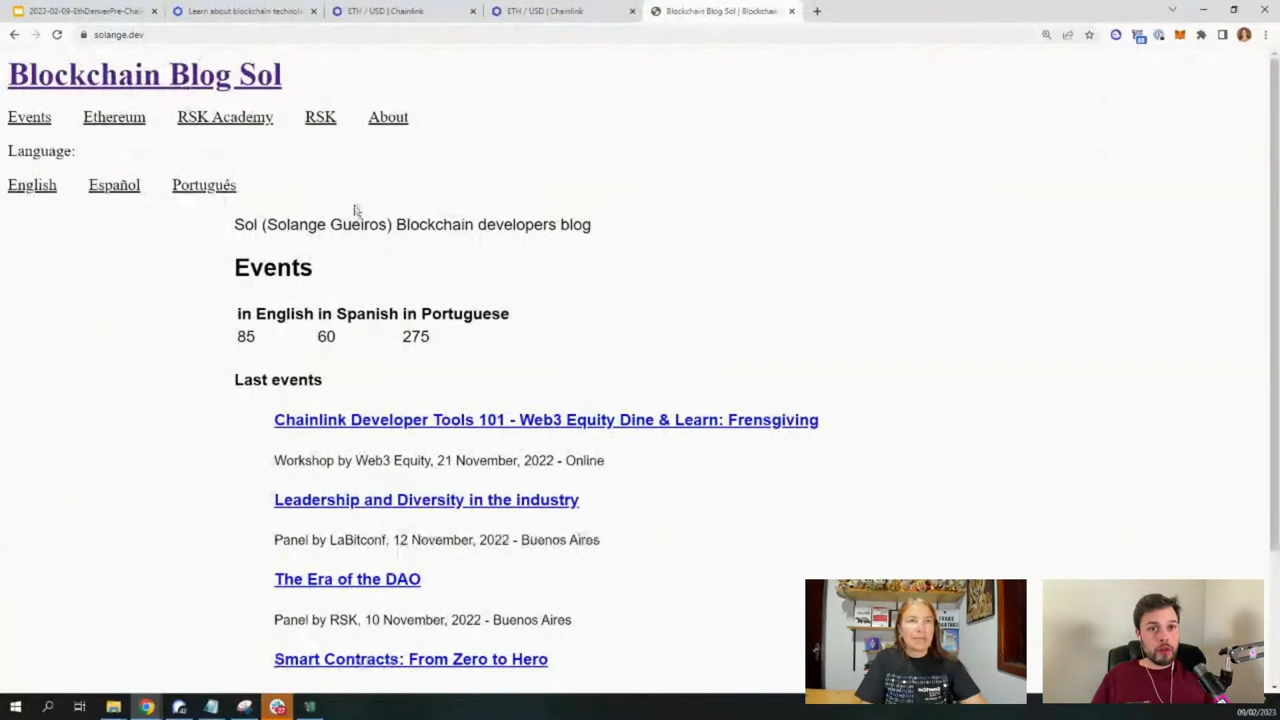 2023-02-09-EthDenverPre-Chain
Learn about blockchain technol
ETH / USD | Chainlink
ETH / USD | Chainlink
Blockchain Blog Sol | Blockchain
solange.dev
Blockchain Blog Sol
Events Ethereum RSK Academy RSK About
Language:
English Español Português
Sol (Solange Gueiros) Blockchain developers blog
Events
in English in Spanish in Portuguese
85 60 275
Last events
Chainlink Developer Tools 101 - Web3 Equity Dine & Learn: Frensgiving
Workshop by Web3 Equity, 21 November, 2022 - Online
Leadership and Diversity in the industry
Panel by LaBitconf, 12 November, 2022 - Buenos Aires
The Era of the DAO
Panel by RSK, 10 November, 2022 - Buenos Aires
Smart Contracts: From Zero to Hero
09/02/2023